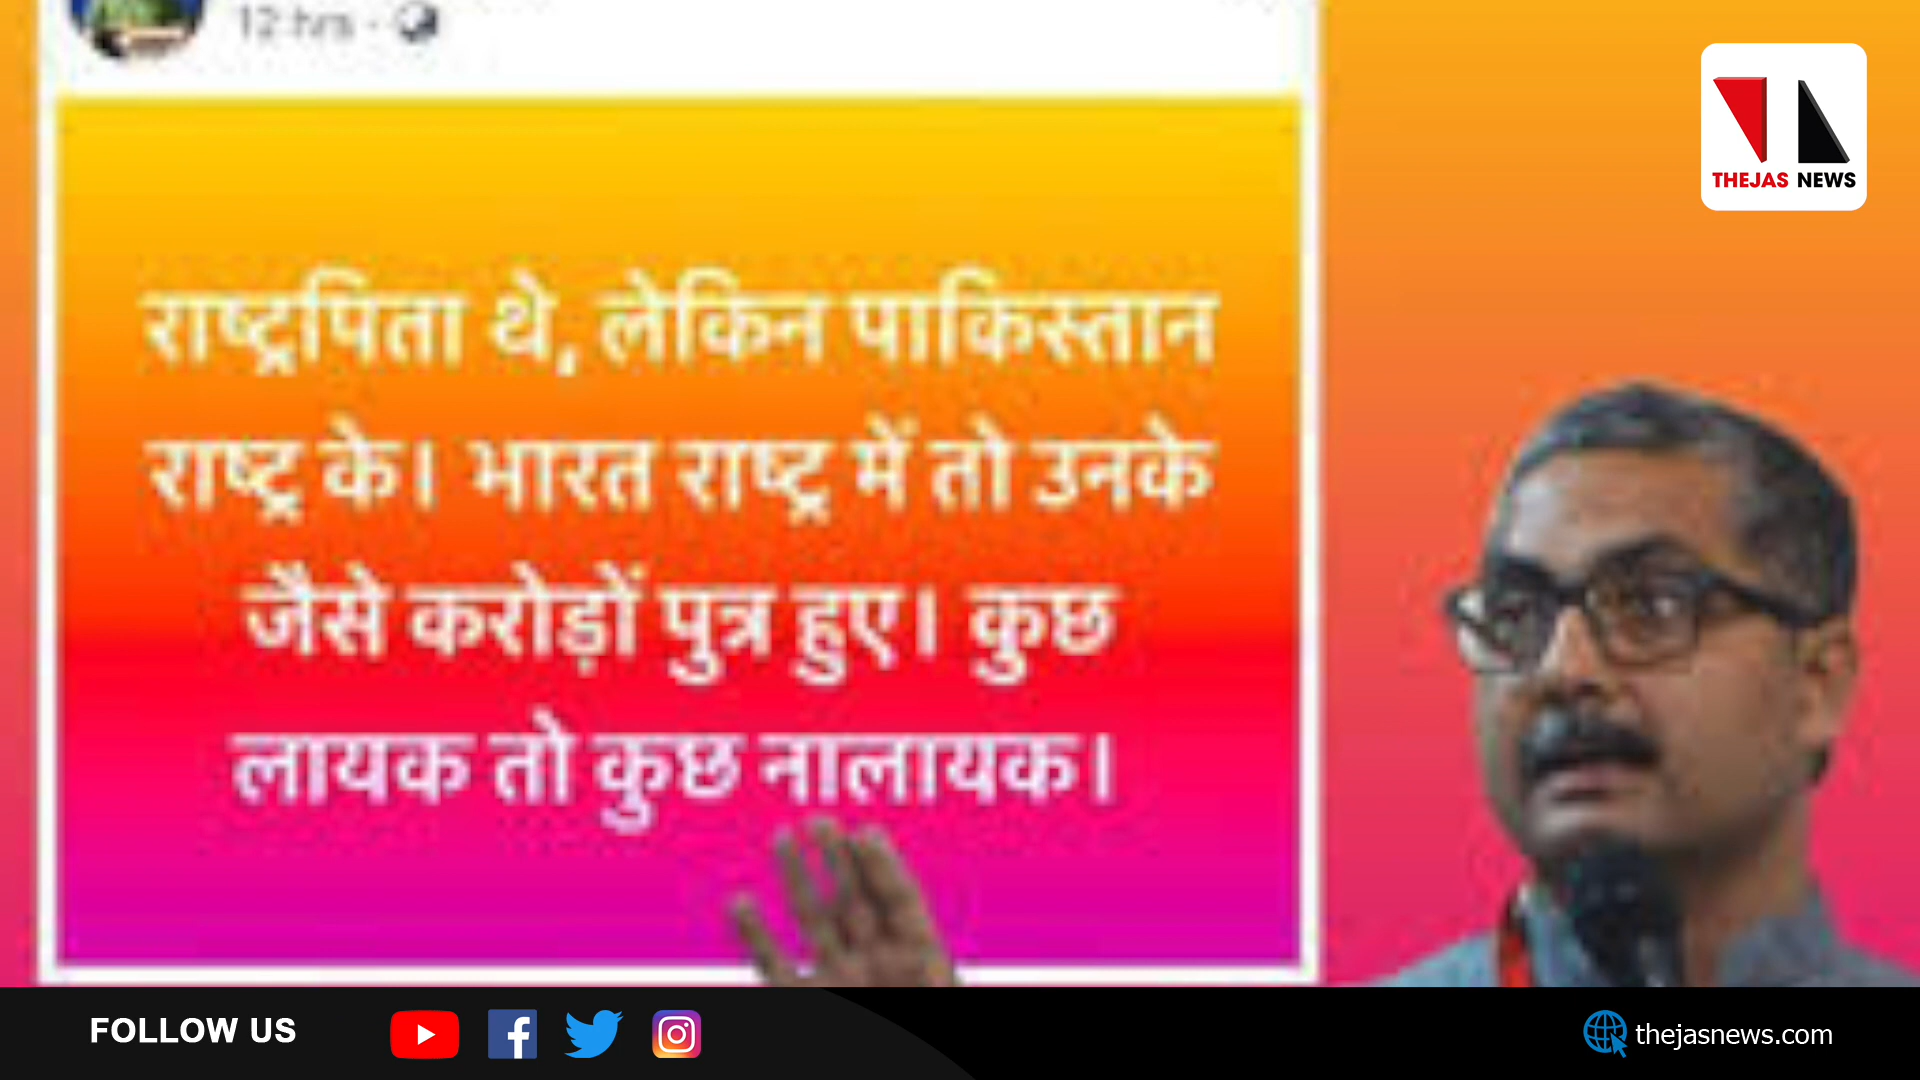 12 hrs ·
THEJAS NEWS
राष्ट्रपिता थे, लेकिन पाकिस्तान
राष्ट्र के। भारत राष्ट्र में तो उनके
जैसे करोड़ों पुत्र हुए। कुछ
लायक तो कुछ नालायक।
FOLLOW US
thejasnews.com